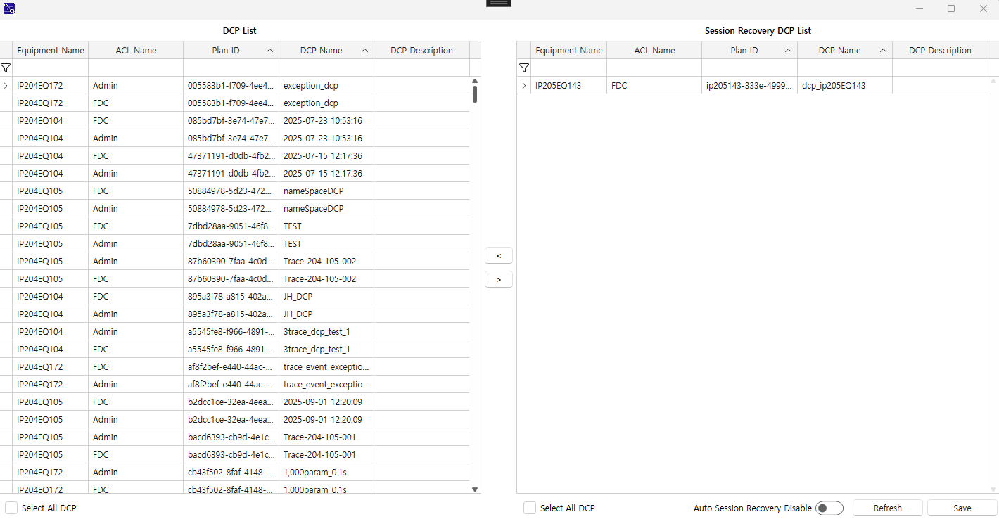 DCP List
Equipment Name ACL Name Plan ID DCP Name DCP Description
IP204EQ172 Admin 005583b1-f709-4ee4... exception_dcp
IP204EQ172 FDC 005583b1-f709-4ee4... exception_dcp
IP204EQ104 FDC 085bd7bf-3e74-47e7... 2025-07-23 10:53:16
IP204EQ104 Admin 085bd7bf-3e74-47e7... 2025-07-23 10:53:16
IP204EQ104 FDC 47371191-d0db-4fb2... 2025-07-15 12:17:36
IP204EQ104 Admin 47371191-d0db-4fb2... 2025-07-15 12:17:36
IP204EQ105 FDC 50884978-5d23-472... nameSpaceDCP
IP204EQ105 Admin 50884978-5d23-472... nameSpaceDCP
IP204EQ105 FDC 7dbd28aa-9051-46f8... TEST
IP204EQ105 Admin 7dbd28aa-9051-46f8... TEST
IP204EQ105 Admin 87b60390-7faa-4c0d... Trace-204-105-002
IP204EQ105 FDC 87b60390-7faa-4c0d... Trace-204-105-002
IP204EQ104 FDC 895a3f78-a815-402a... JH_DCP
IP204EQ104 Admin 895a3f78-a815-402a... JH_DCP
IP204EQ104 Admin a5545fe8-f966-4891-... 3trace_dcp_test_1
IP204EQ104 FDC a5545fe8-f966-4891-... 3trace_dcp_test_1
IP204EQ172 FDC af8f2bef-e440-44ac-... trace_event_exceptio...
IP204EQ172 Admin af8f2bef-e440-44ac-... trace_event_exceptio...
IP204EQ105 FDC b2dcc1ce-32ea-4eea... 2025-09-01 12:20:09
IP204EQ105 Admin b2dcc1ce-32ea-4eea... 2025-09-01 12:20:09
IP204EQ105 Admin bacd6393-cb9d-4e1c... Trace-204-105-001
IP204EQ105 FDC bacd6393-cb9d-4e1c... Trace-204-105-001
IP204EQ172 Admin cb43f502-8faf-4148-... 1,000param_0.1s
IP204EQ172 FDC cb43f502-8faf-4148-... 1,000param_0.1s
Select All DCP
<
>
Session Recovery DCP List
Equipment Name ACL Name Plan ID DCP Name DCP Description
IP205EQ143 FDC ip205143-333e-4999... dcp_ip205EQ143
Select All DCP
Auto Session Recovery Disable
Refresh
Save